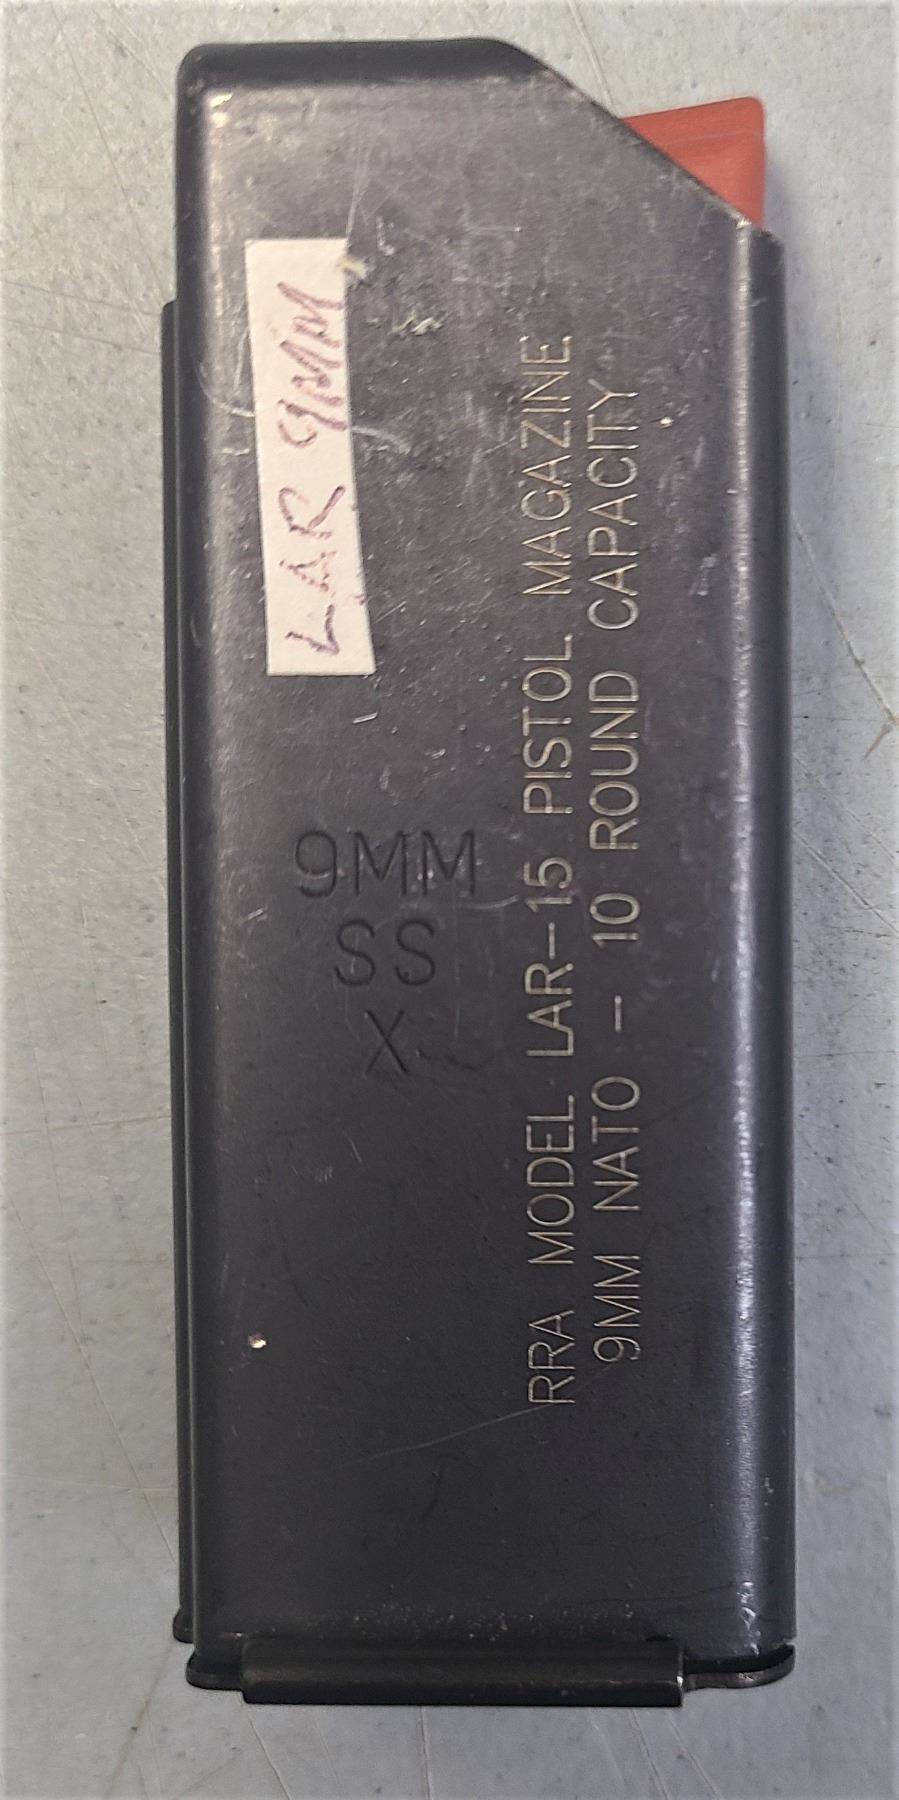 LAR 9MM
9MM
SS
X
RRA MODEL LAR-15 PISTOL MAGAZINE
9MM NATO - 10 ROUND CAPACITY